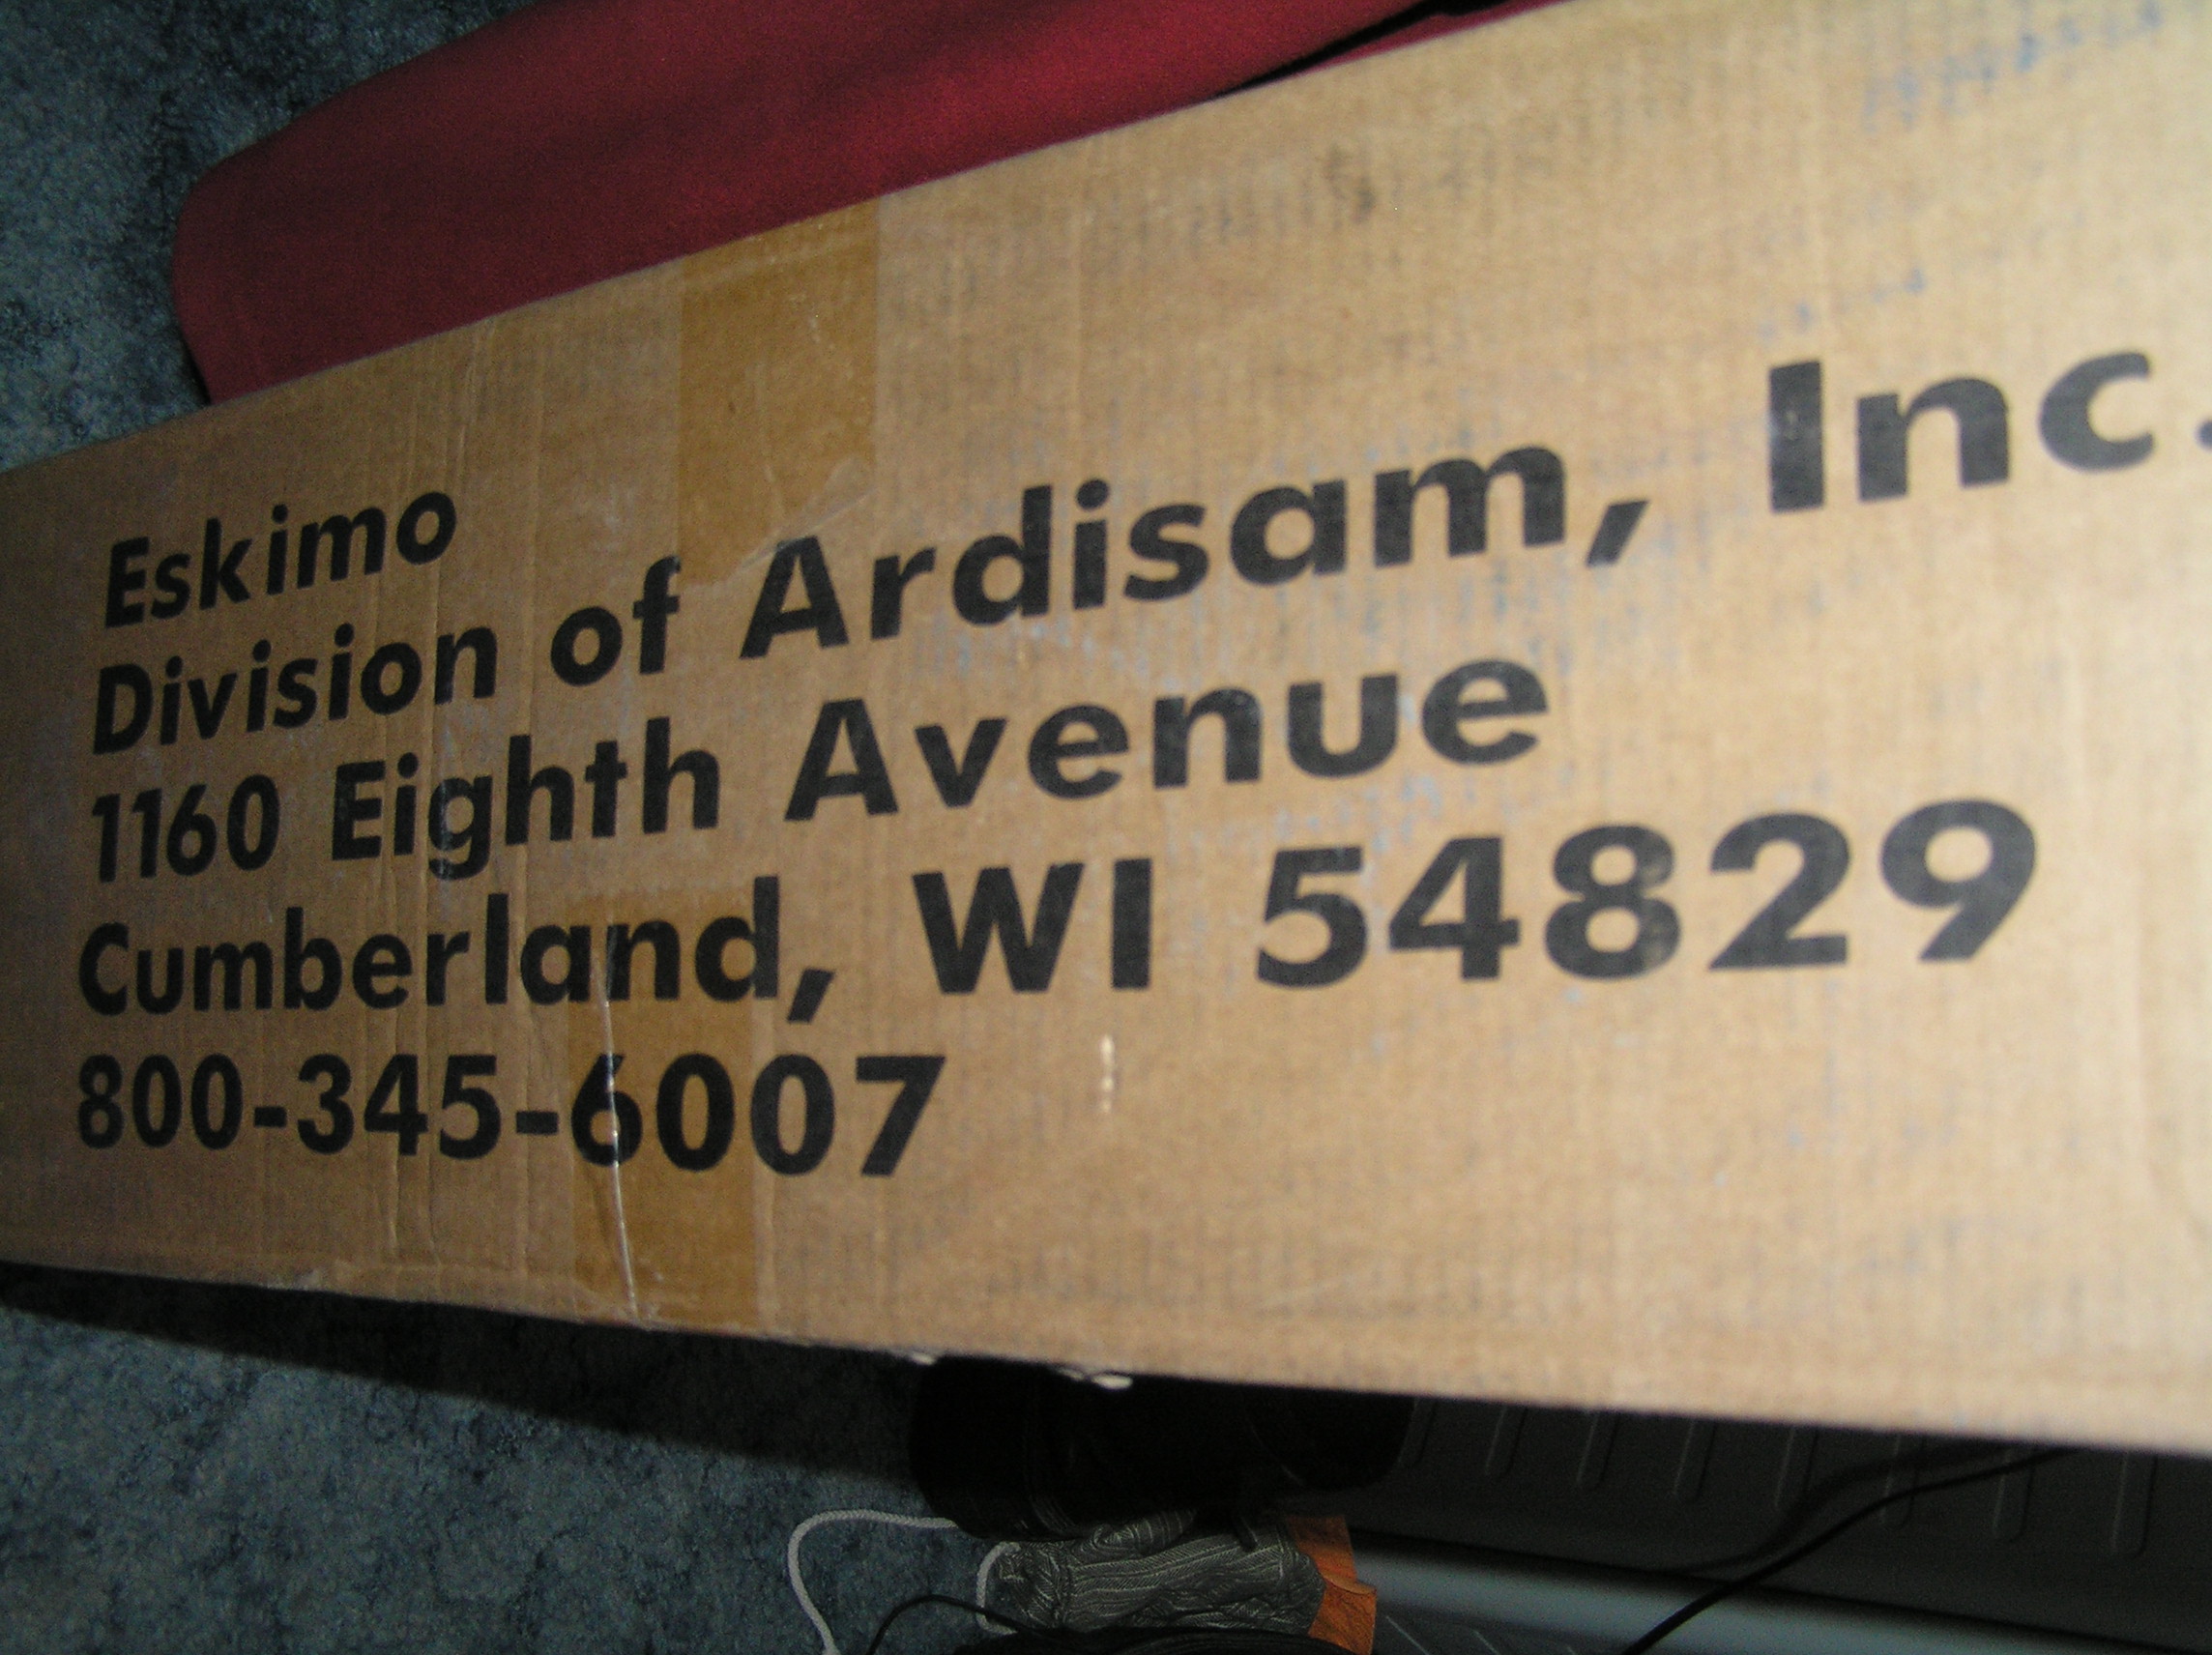 Eskimo
Division of Ardisam, Inc.
1160 Eighth Avenue
Cumberland, WI 54829
800-345-6007